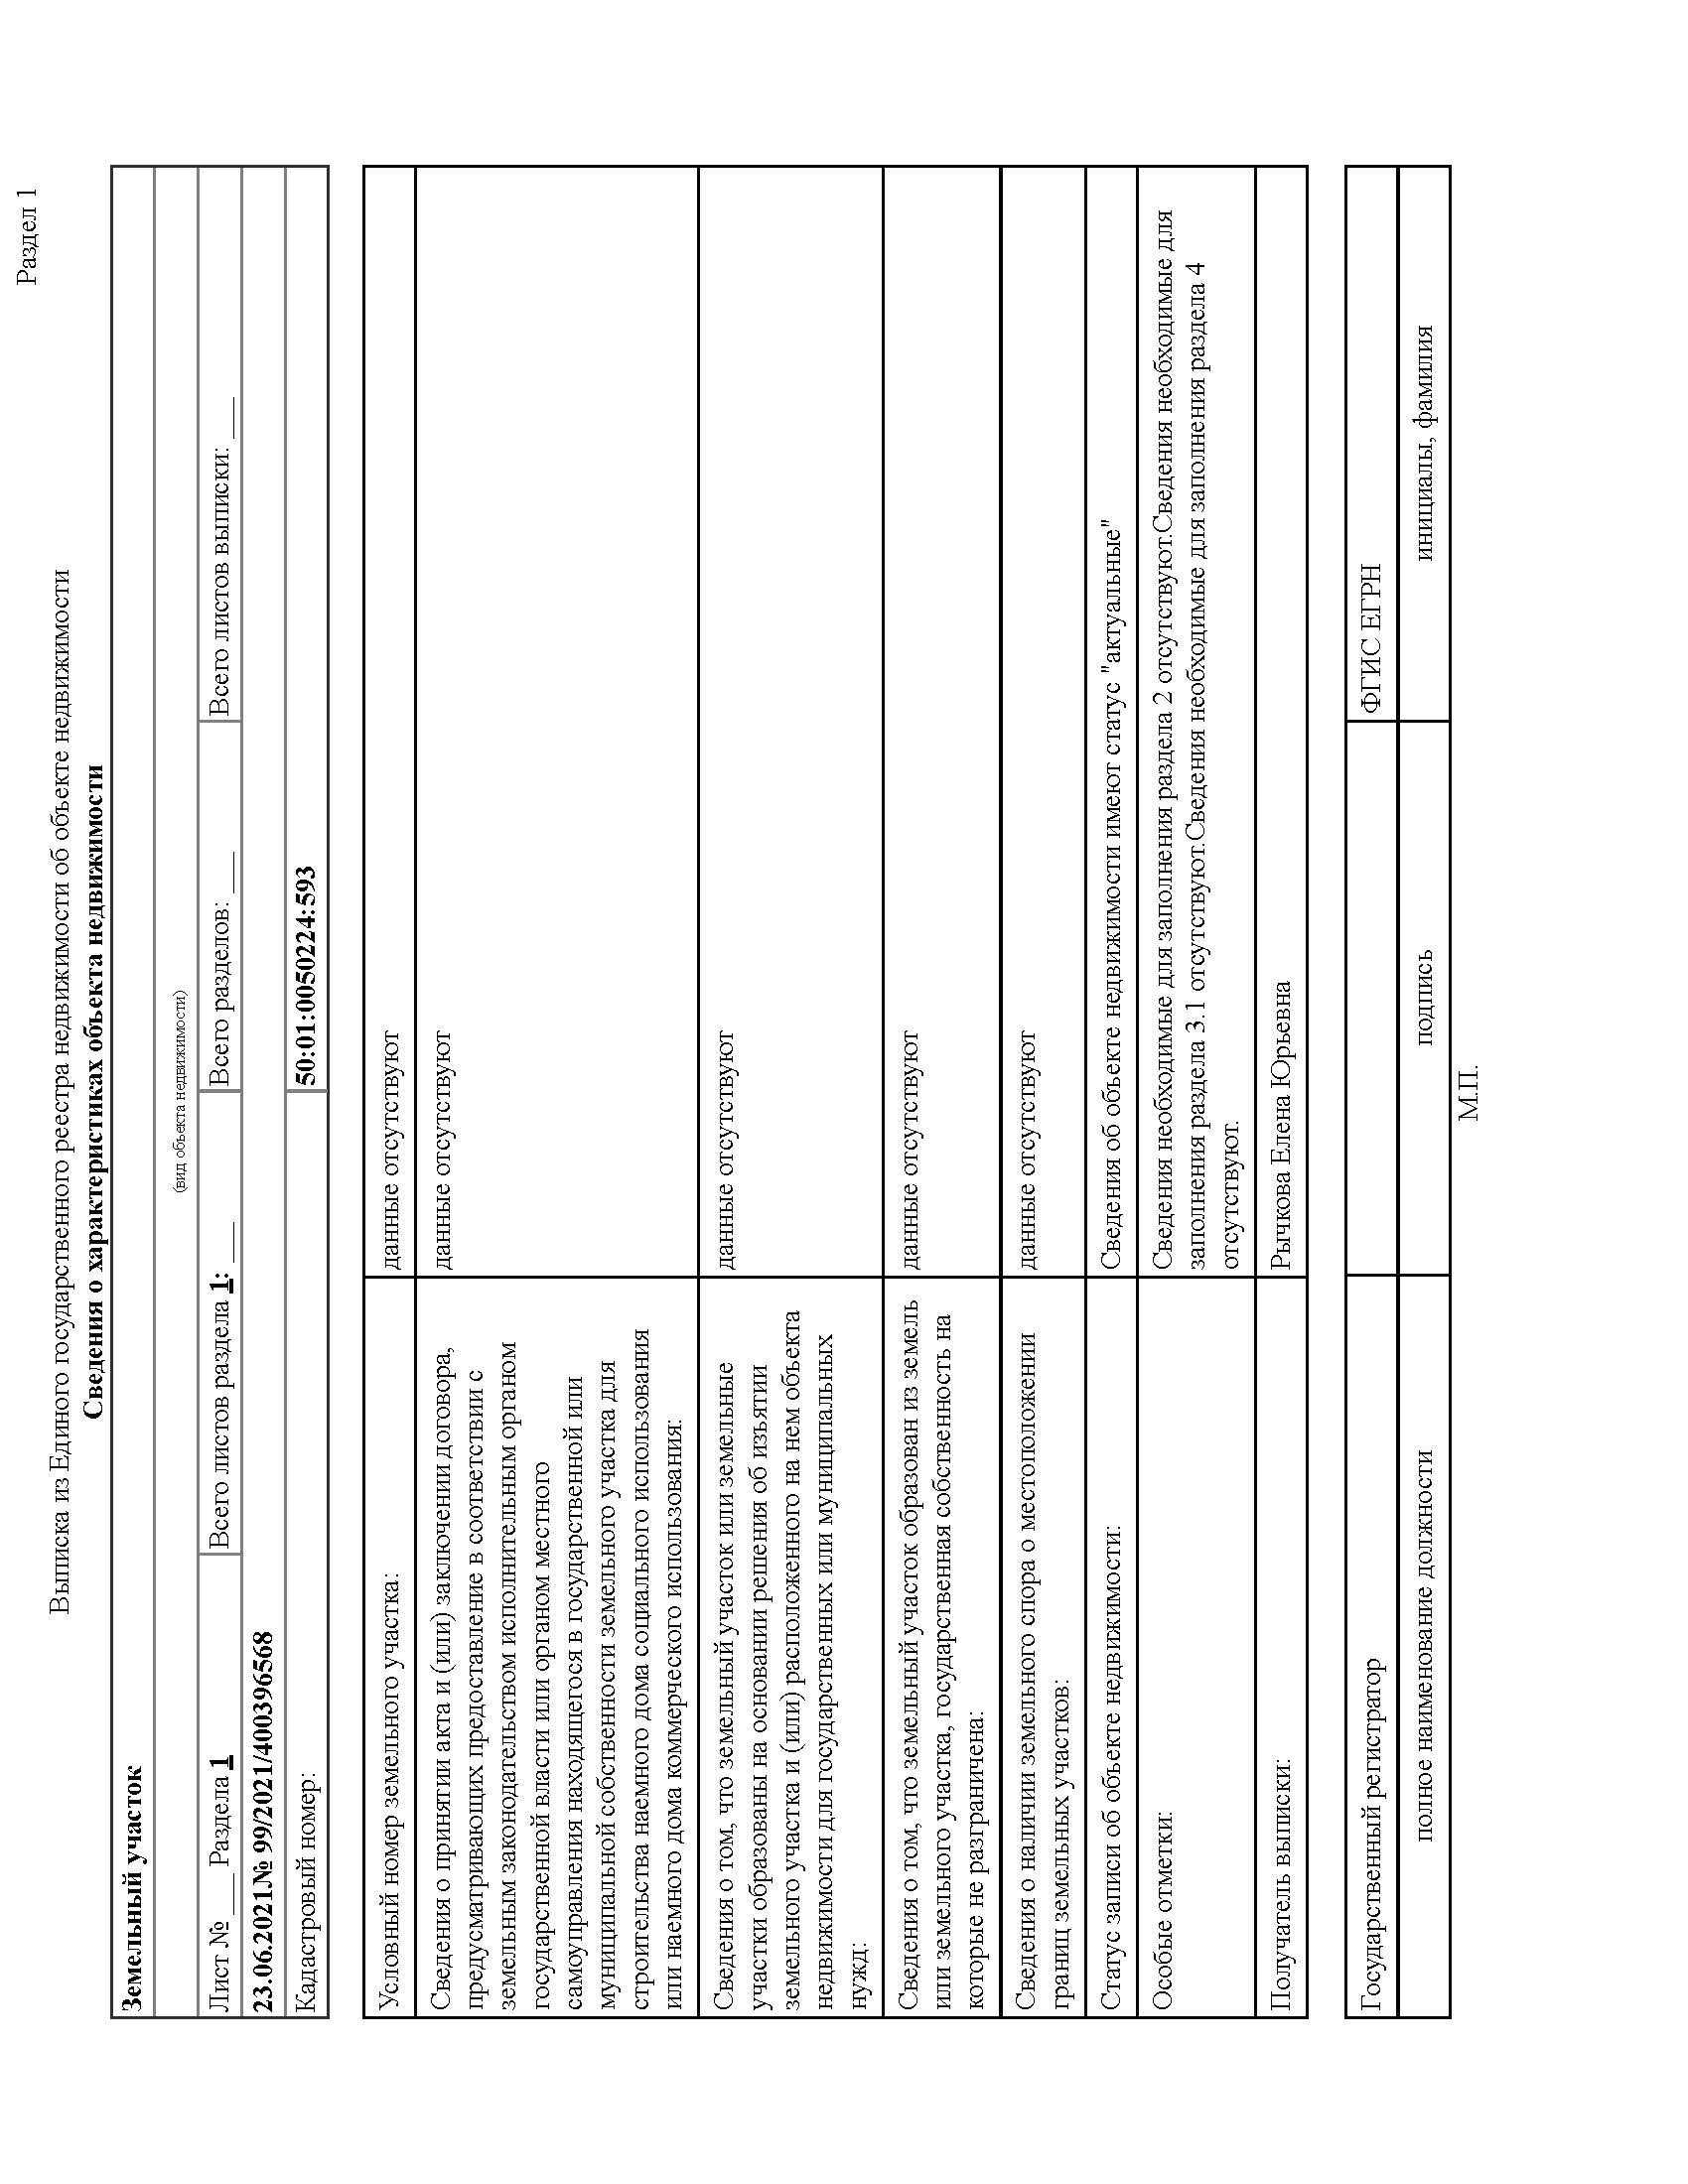 Раздел 1
Выписка из Единого государственного реестра недвижимости об объекте недвижимости
Сведения о характеристиках объекта недвижимости
Земельный участок
(вид объекта недвижимости)
Лист № ___ Раздела 1 Всего листов раздела 1: ___ Всего разделов: ___ Всего листов выписки: ___
23.06.2021№ 99/2021/400396568
Кадастровый номер: 50:01:0050224:593
Условный номер земельного участка: данные отсутствуют
Сведения о принятии акта и (или) заключении договора, данные отсутствуют
предусматривающих предоставление в соответствии с
земельным законодательством исполнительным органом
государственной власти или органом местного
самоуправления находящегося в государственной или
муниципальной собственности земельного участка для
строительства наемного дома социального использования
или наемного дома коммерческого использования:
Сведения о том, что земельный участок или земельные данные отсутствуют
участки образованы на основании решения об изъятии
земельного участка и (или) расположенного на нем объекта
недвижимости для государственных или муниципальных
нужд:
Сведения о том, что земельный участок образован из земель данные отсутствуют
или земельного участка, государственная собственность на
которые не разграничена:
Сведения о наличии земельного спора о местоположении данные отсутствуют
границ земельных участков:
Статус записи об объекте недвижимости: Сведения об объекте недвижимости имеют статус "актуальные"
Особые отметки: Сведения необходимые для заполнения раздела 2 отсутствуют.Сведения необходимые для
заполнения раздела 3.1 отсутствуют.Сведения необходимые для заполнения раздела 4
отсутствуют.
Получатель выписки: Рычкова Елена Юрьевна
Государственный регистратор ФГИС ЕГРН
полное наименование должности подпись инициалы, фамилия
М.П.